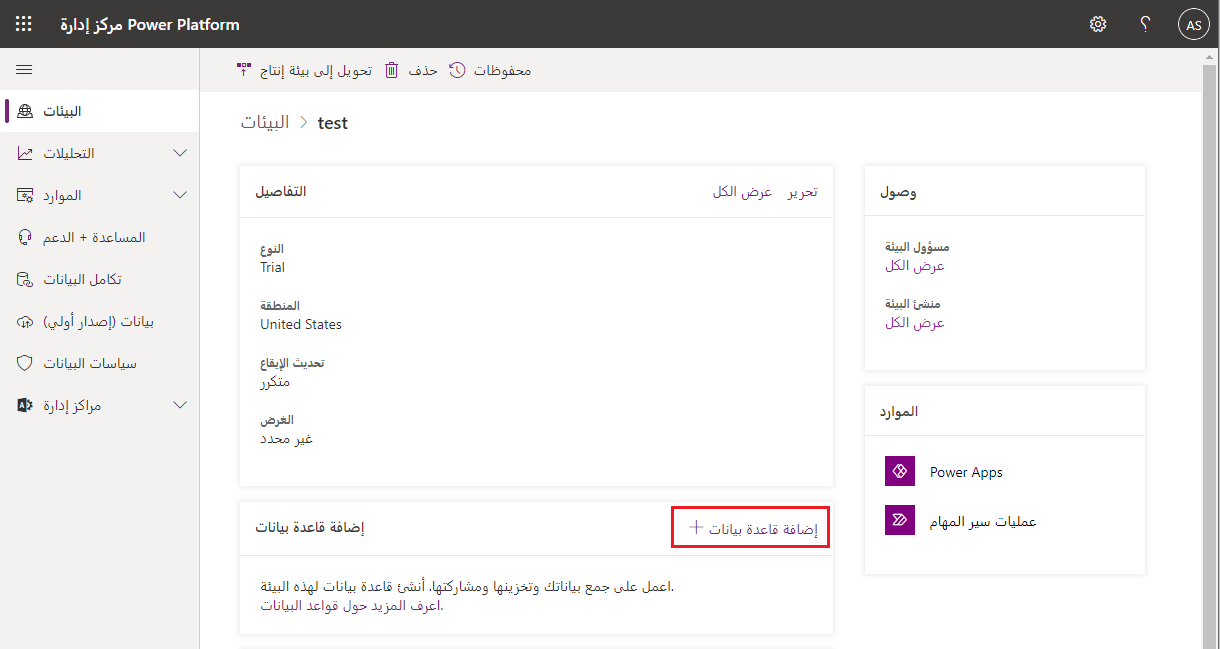 مركز إدارة Power Platform
AS
تحويل إلى بيئة إنتاج
حذف
محفوظات
البيئات
التحليلات
الموارد
المساعدة + الدعم
تكامل البيانات
بيانات (إصدار أولي)
سياسات البيانات
مراكز إدارة
البيئات > test
التفاصيل
عرض الكل
تحرير
النوع
Trial
المنطقة
United States
تحديث الإيقاع
متكرر
الغرض
غير محدد
إضافة قاعدة بيانات
+ إضافة قاعدة بيانات
اعمل على جمع بياناتك وتخزينها ومشاركتها. أنشئ قاعدة بيانات لهذه البيئة.
اعرف المزيد حول قواعد البيانات.
وصول
مسؤول البيئة
عرض الكل
منشئ البيئة
عرض الكل
الموارد
Power Apps
عمليات سير المهام